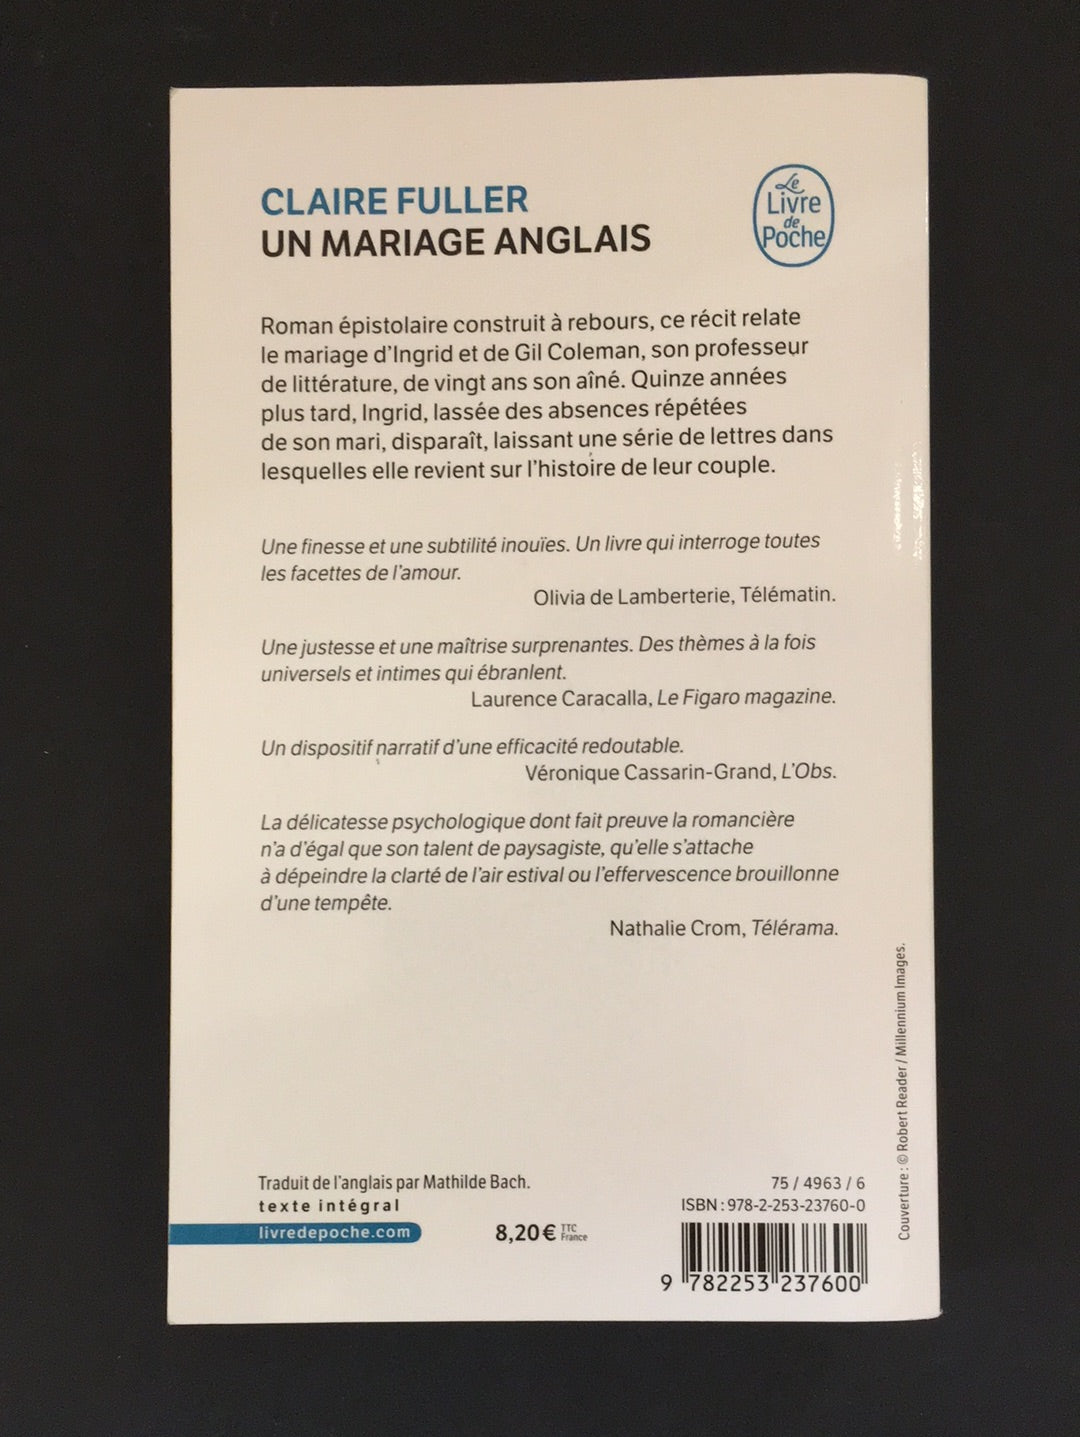 CLAIRE FULLER
UN MARIAGE ANGLAIS
Le
Livre
de
Poche
Roman épistolaire construit à rebours, ce récit relate
le mariage d'Ingrid et de Gil Coleman, son professeur
de littérature, de vingt ans son aîné. Quinze années
plus tard, Ingrid, lassée des absences répétées
de son mari, disparaît, laissant une série de lettres dans
lesquelles elle revient sur l'histoire de leur couple.
Une finesse et une subtilité inouïes. Un livre qui interroge toutes
les facettes de l'amour.
Olivia de Lamberterie, Télématin.
Une justesse et une maîtrise surprenantes. Des thèmes à la fois
universels et intimes qui ébranlent.
Laurence Caracalla, Le Figaro magazine.
Un dispositif narratif d'une efficacité redoutable.
Véronique Cassarin-Grand, L'Obs.
La délicatesse psychologique dont fait preuve la romancière
n'a d'égal que son talent de paysagiste, qu'elle s'attache
à dépeindre la clarté de l'air estival ou l'effervescence brouillonne
d'une tempête.
Nathalie Crom, Télérama.
Couverture : © Robert Reader / Millennium Images.
Traduit de l'anglais par Mathilde Bach.
texte intégral
livredepoche.com
8,20 € TTC
France
75 / 4963 / 6
ISBN : 978-2-253-23760-0
9 782253 237600